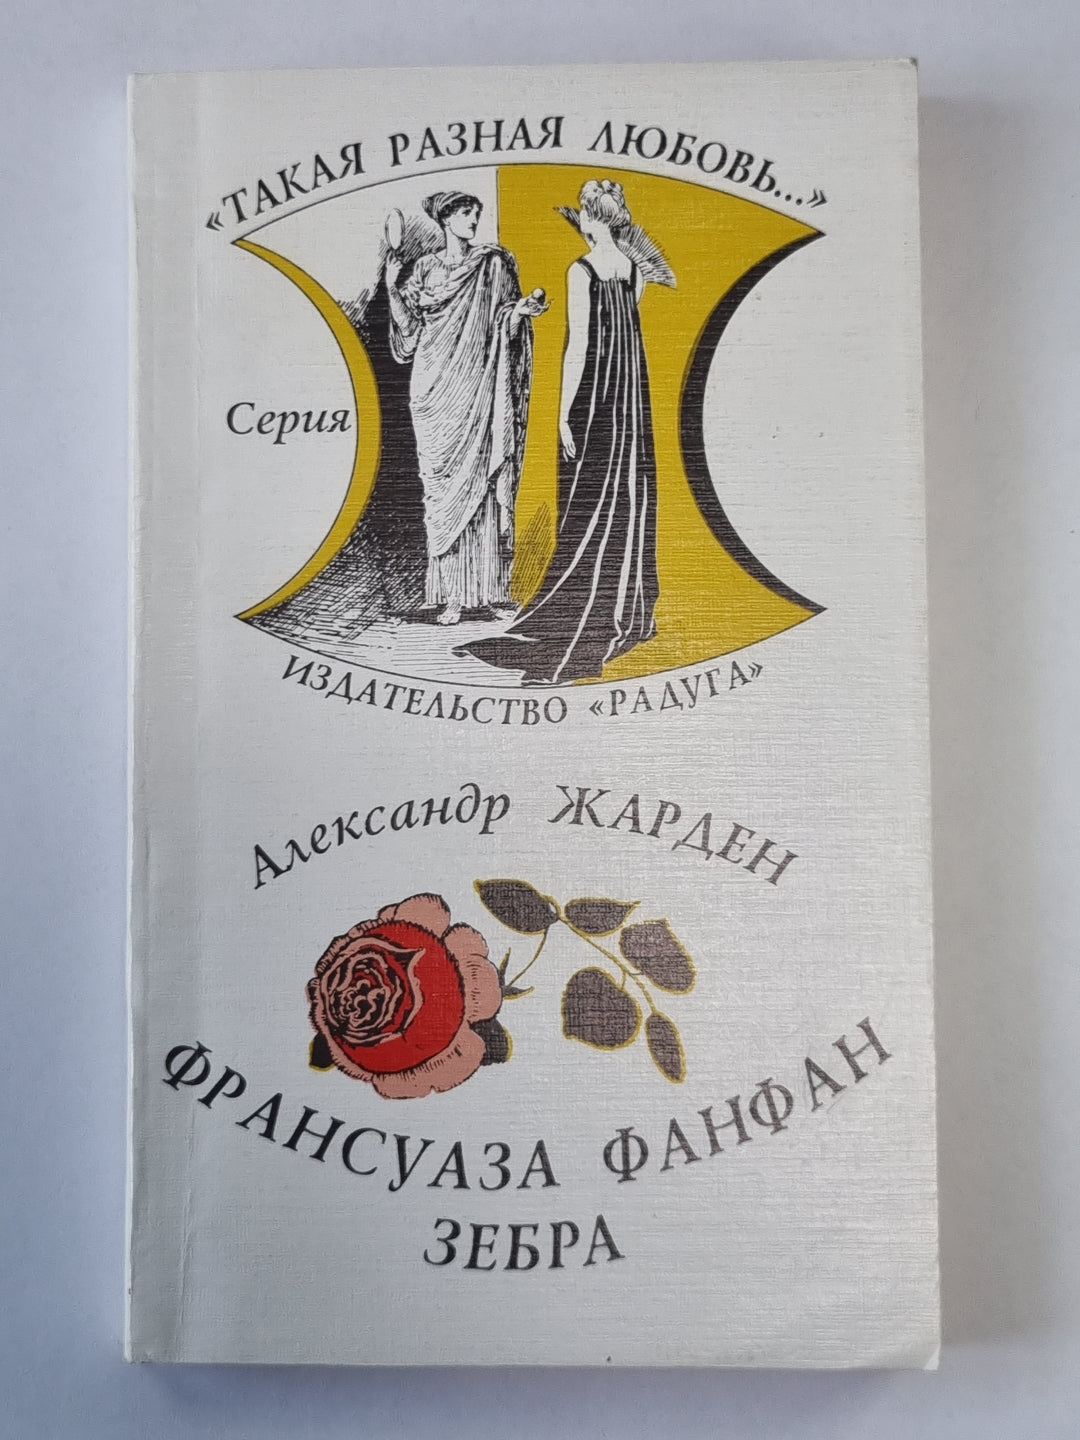 «ТАКАЯ РАЗНАЯ ЛЮБОВЬ...»
Серия
ИЗДАТЕЛЬСТВО «РАДУГА»
Александр ЖАРДЕН
ФРАНСУАЗА ФАНФАН
ЗЕБРА